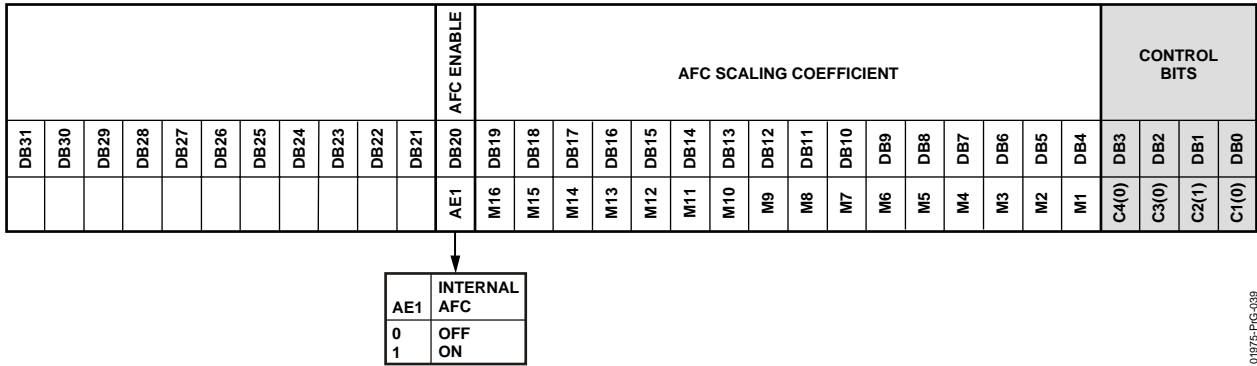 AFC ENABLE
AFC SCALING COEFFICIENT
CONTROL
BITS
DB31 DB30 DB29 DB28 DB27 DB26 DB25 DB24 DB23 DB22 DB21 DB20 DB19 DB18 DB17 DB16 DB15 DB14 DB13 DB12 DB11 DB10 DB9 DB8 DB7 DB6 DB5 DB4 DB3 DB2 DB1 DB0
AE1 M16 M15 M14 M13 M12 M11 M10 M9 M8 M7 M6 M5 M4 M3 M2 M1 C4(0) C3(0) C2(1) C1(0)
INTERNAL
AE1 AFC
0 OFF
1 ON
01975-PrG-039